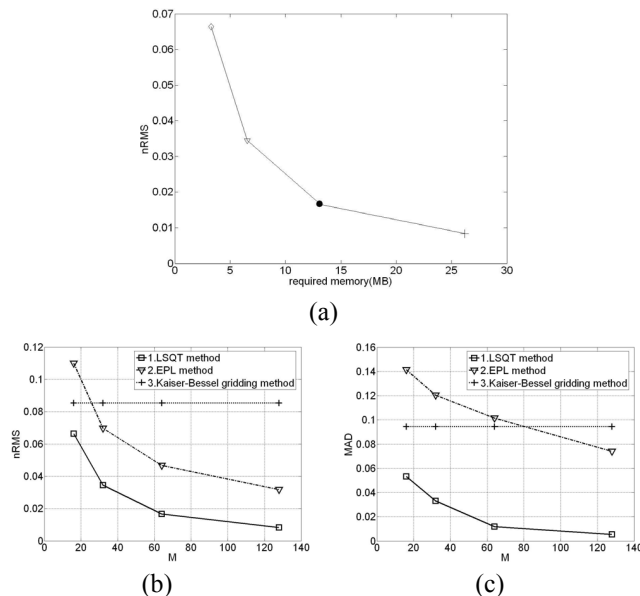 0.07
0.06
0.05
0.04
0.03
0.02
0.01
0
nRMS
0 5 10 15 20 25 30
required memory(MB)
(a)
0.12
0.1
0.08
0.06
0.04
0.02
0
nRMS
1.LSQT method
2.EPL method
3.Kaiser-Bessel gridding method
0 20 40 60 80 100 120 140
M
(b)
0.16
0.14
0.12
0.1
0.08
0.06
0.04
0.02
0
MAD
1.LSQT method
2.EPL method
3.Kaiser-Bessel gridding method
0 20 40 60 80 100 120 140
M
(c)